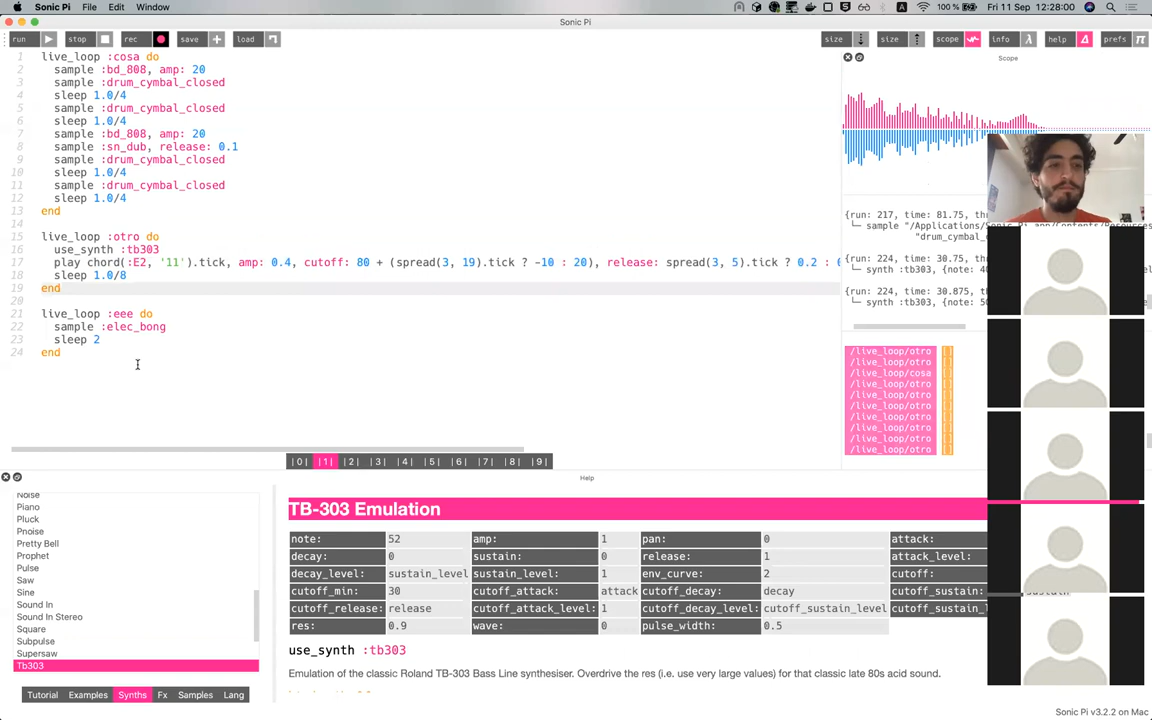 Sonic Pi File Edit Window
100 % Fri 11 Sep 12:28:00
Sonic Pi
run stop rec save load size size scope info help prefs
1 live_loop :cosa do
2 sample :bd_808, amp: 20
3 sample :drum_cymbal_closed
4 sleep 1.0/4
5 sample :drum_cymbal_closed
6 sleep 1.0/4
7 sample :bd_808, amp: 20
8 sample :sn_dub, release: 0.1
9 sample :drum_cymbal_closed
10 sleep 1.0/4
11 sample :drum_cymbal_closed
12 sleep 1.0/4
13 end
14
15 live_loop :otro do
16 use_synth :tb303
17 play chord(:E2, '11').tick, amp: 0.4, cutoff: 80 + (spread(3, 19).tick ? -10 : 20), release: spread(3, 5).tick ? 0.2 :
18 sleep 1.0/8
19 end
20
21 live_loop :eee do
22 sample :elec_bong
23 sleep 2
24 end
Scope
{run: 217, time: 81.75,
└─ sample "/Applications/Sonic Pi.app/Contents/Resources
{run: 224, time: 30.75,
└─ synth :tb303, {note:
{run: 224, time: 30.875,
└─ synth :tb303, {note:
/live_loop/otro [ ]
/live_loop/otro [ ]
/live_loop/cosa [ ]
/live_loop/otro [ ]
/live_loop/otro [ ]
/live_loop/otro [ ]
/live_loop/otro [ ]
/live_loop/otro [ ]
/live_loop/otro [ ]
/live_loop/otro [ ]
|0| |1| |2| |3| |4| |5| |6| |7| |8| |9|
Help
Noise
Piano
Pluck
Pnoise
Pretty Bell
Prophet
Pulse
Saw
Sine
Sound In
Sound In Stereo
Square
Subpulse
Supersaw
Tb303
Tutorial Examples Synths Fx Samples Lang
TB-303 Emulation
note: 52 amp: 1 pan: 0 attack:
decay: 0 sustain: 0 release: 1 attack_level:
decay_level: sustain_level sustain_level: 1 env_curve: 2 cutoff:
cutoff_min: 30 cutoff_attack: attack cutoff_decay: decay cutoff_sustain: sustain
cutoff_release: release cutoff_attack_level: 1 cutoff_decay_level: cutoff_sustain_level
res: 0.9 wave: 0 pulse_width: 0.5
use_synth :tb303
Emulation of the classic Roland TB-303 Bass Line synthesiser. Overdrive the res (i.e. use very large values) for that classic late 80s acid sound.
Sonic Pi v3.2.2 on Mac